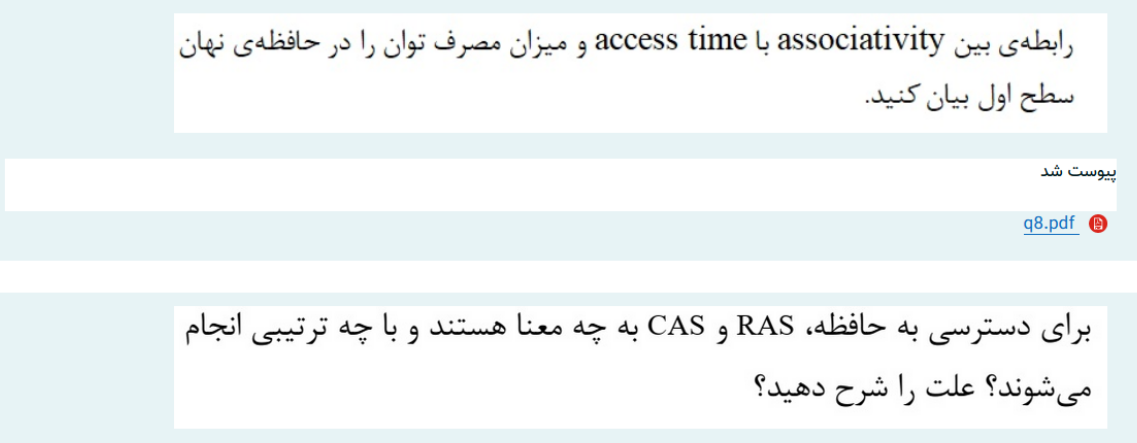 رابطه‌ی بین associativity با access time و میزان مصرف توان را در حافظه‌ی نهان
سطح اول بیان کنید.
پیوست شد
q8.pdf
برای دسترسی به حافظه، RAS و CAS به چه معنا هستند و با چه ترتیبی انجام
می‌شوند؟ علت را شرح دهید؟